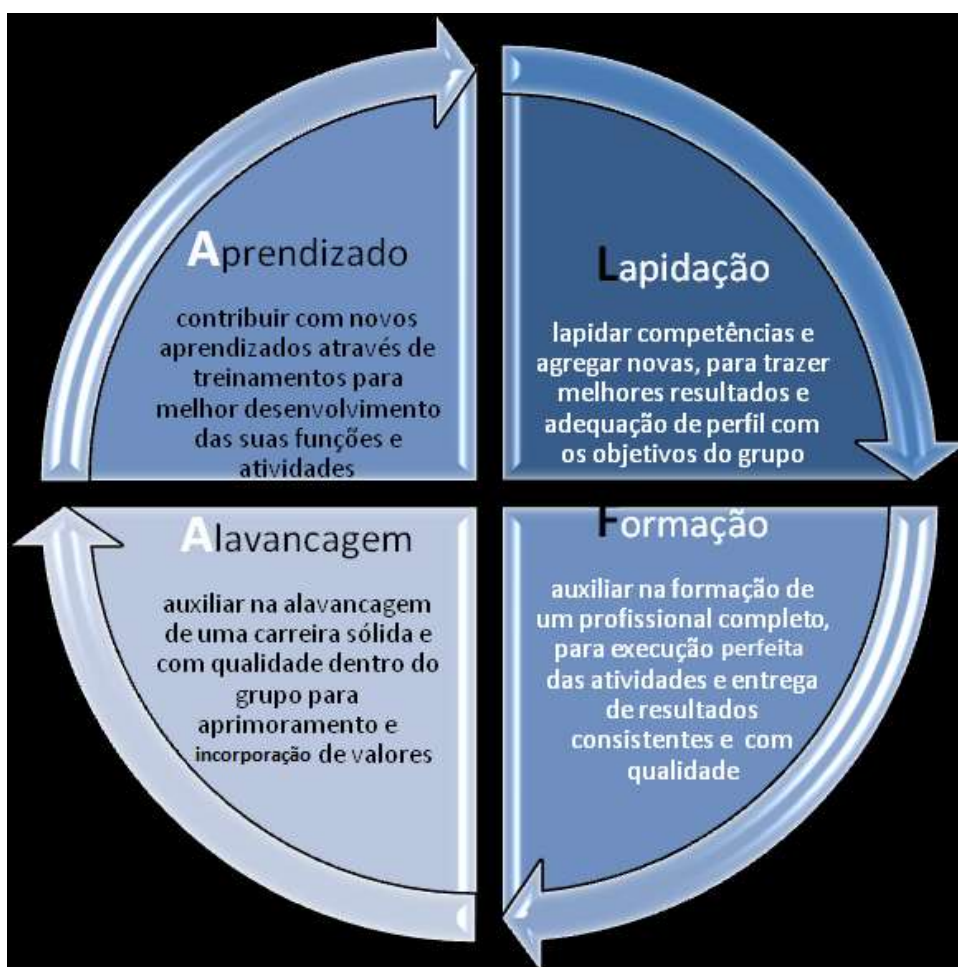 Aprendizado
contribuir com novos
aprendizados através de
treinamentos para
melhor desenvolvimento
das suas funções e
atividades
Lapidação
lapidar competências e
agregar novas, para trazer
melhores resultados e
adequação de perfil com
os objetivos do grupo
Formação
auxiliar na formação de
um profissional completo,
para execução perfeita
das atividades e entrega
de resultados
consistentes e com
qualidade
Alavancagem
auxiliar na alavancagem
de uma carreira sólida e
com qualidade dentro do
grupo para
aprimoramento e
incorporação de valores